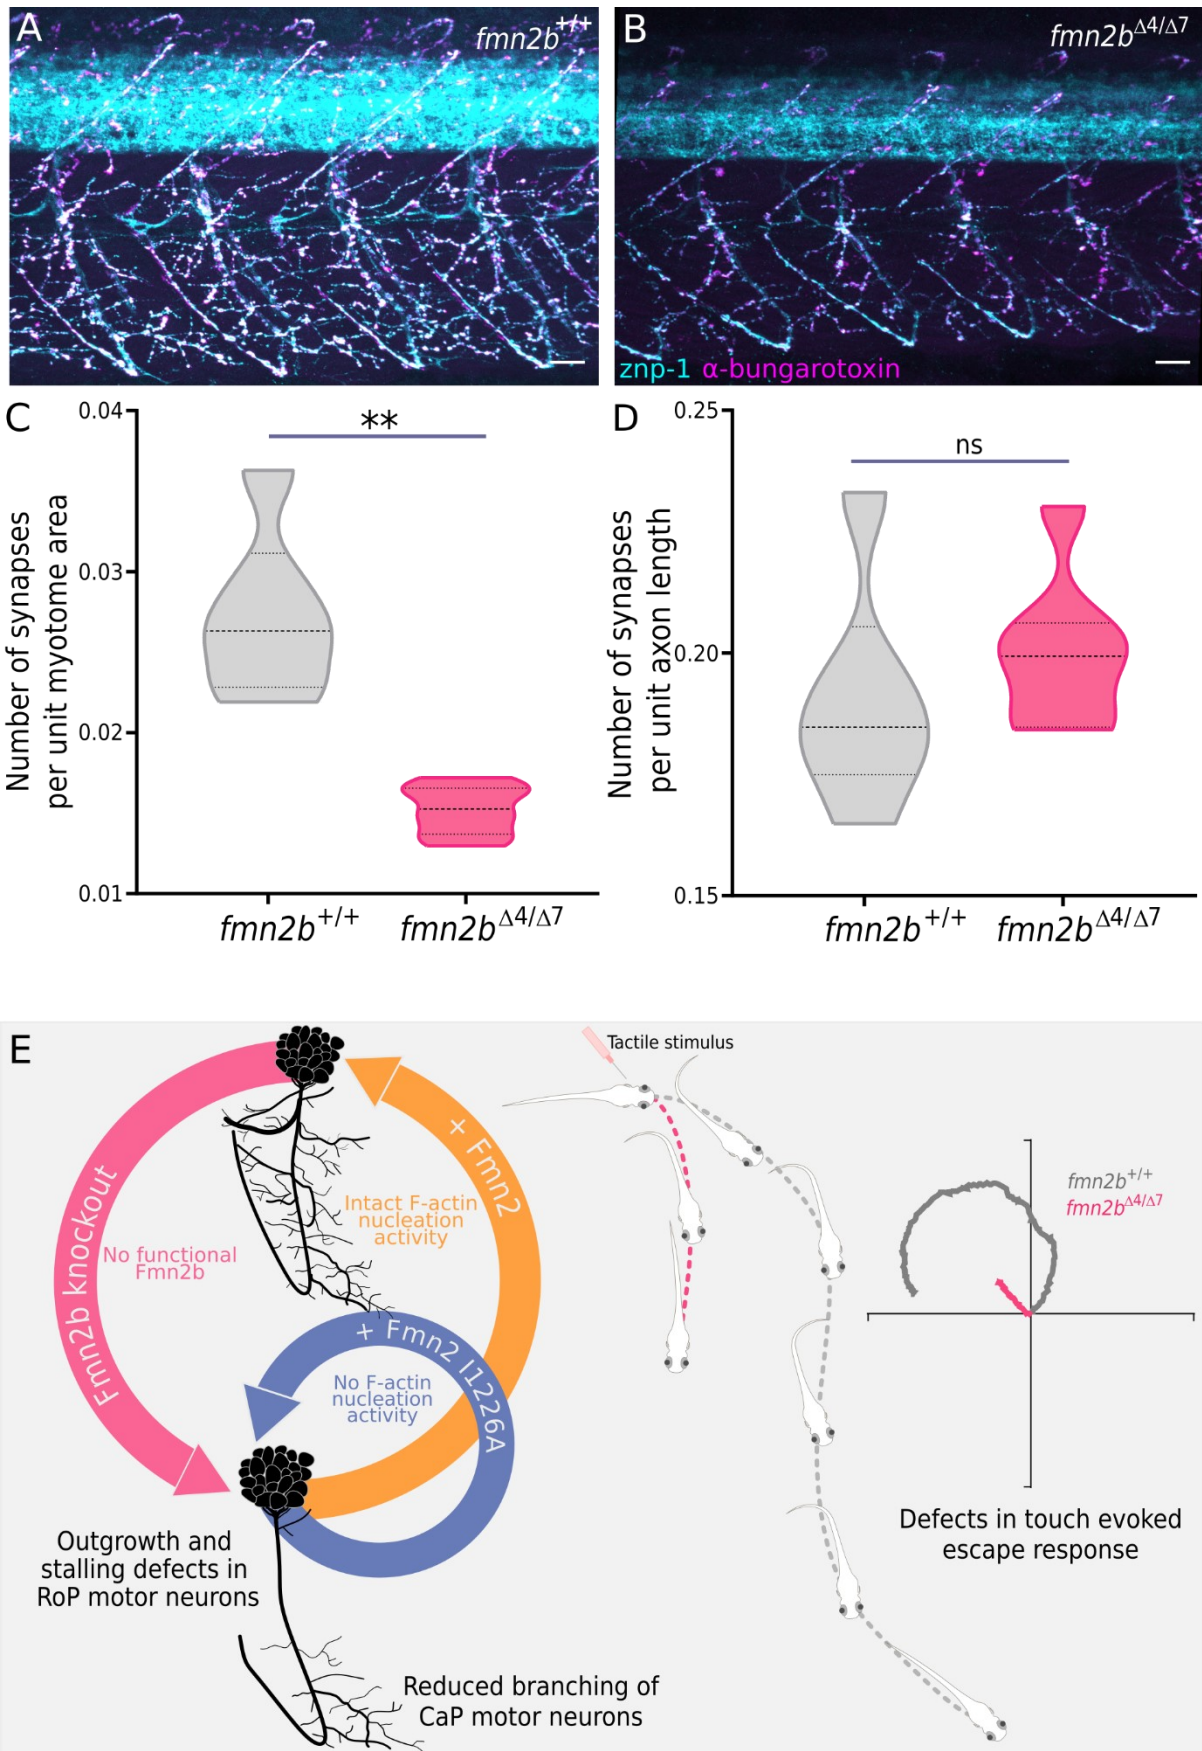 A
fmn2b+/+
B
fmn2bΔ4/Δ7
znp-1 α-bungarotoxin
C
0.04
0.03
0.02
0.01
Number of synapses
per unit myotome area
**
fmn2b+/+
fmn2bΔ4/Δ7
D
0.25
0.20
0.15
Number of synapses
per unit axon length
ns
fmn2b+/+
fmn2bΔ4/Δ7
E
Fmn2b knockout
No functional
Fmn2b
+ Fmn2
Intact F-actin
nucleation
activity
+ Fmn2 I1226A
No F-actin
nucleation
activity
Outgrowth and
stalling defects in
RoP motor neurons
Reduced branching of
CaP motor neurons
Tactile stimulus
fmn2b+/+
fmn2bΔ4/Δ7
Defects in touch evoked
escape response